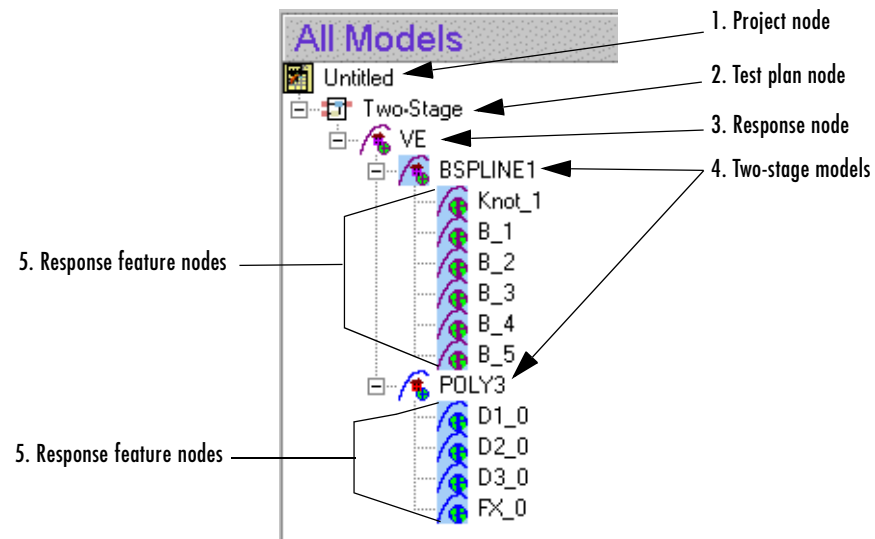 All Models
1. Project node
Untitled
2. Test plan node
Two-Stage
3. Response node
VE
4. Two-stage models
BSPLINE1
Knot_1
B_1
B_2
5. Response feature nodes
B_3
B_4
B_5
POLY3
D1_0
D2_0
5. Response feature nodes
D3_0
FX_0